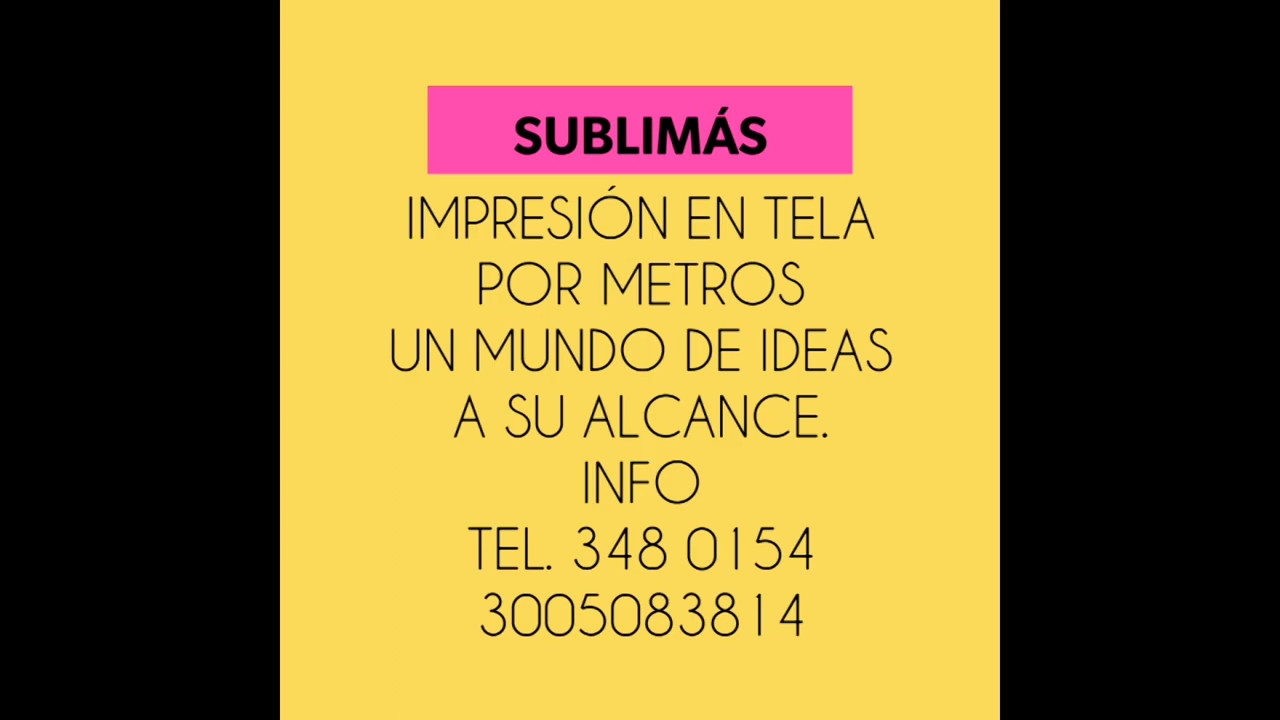 SUBLIMÁS
IMPRESIÓN EN TELA
POR METROS
UN MUNDO DE IDEAS
A SU ALCANCE.
INFO
TEL. 348 0154
3005083814